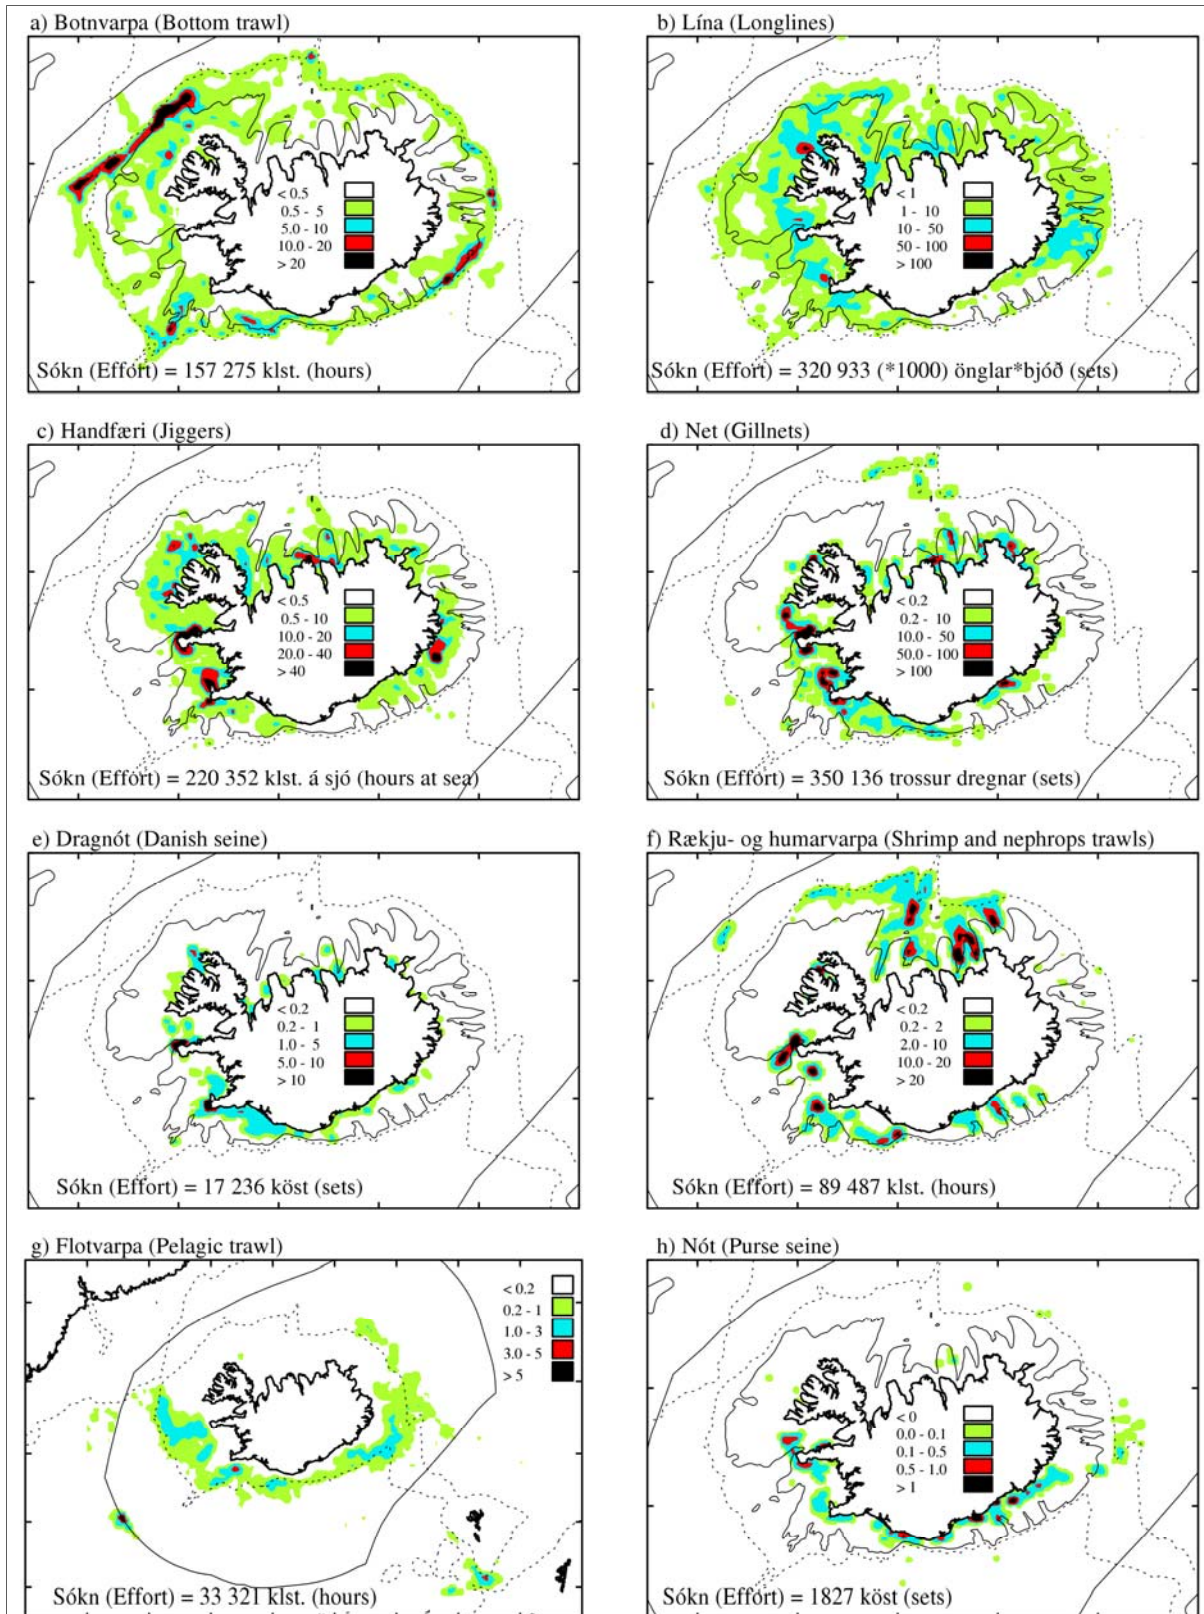 a) Botnvarpa (Bottom trawl)
< 0.5
0.5 - 5
5.0 - 10
10.0 - 20
> 20
Sókn (Effort) = 157 275 klst. (hours)
b) Lína (Longlines)
< 1
1 - 10
10 - 50
50 - 100
> 100
Sókn (Effort) = 320 933 (*1000) önglar*bjóð (sets)
c) Handfæri (Jiggers)
< 0.5
0.5 - 10
10.0 - 20
20.0 - 40
> 40
Sókn (Effort) = 220 352 klst. á sjó (hours at sea)
d) Net (Gillnets)
< 0.2
0.2 - 10
10.0 - 50
50.0 - 100
> 100
Sókn (Effort) = 350 136 trossur dregnar (sets)
e) Dragnót (Danish seine)
< 0.2
0.2 - 1
1.0 - 5
5.0 - 10
> 10
Sókn (Effort) = 17 236 köst (sets)
f) Rækju- og humarvarpa (Shrimp and nephrops trawls)
< 0.2
0.2 - 2
2.0 - 10
10.0 - 20
> 20
Sókn (Effort) = 89 487 klst. (hours)
g) Flotvarpa (Pelagic trawl)
< 0.2
0.2 - 1
1.0 - 3
3.0 - 5
> 5
Sókn (Effort) = 33 321 klst. (hours)
h) Nót (Purse seine)
< 0
0.0 - 0.1
0.1 - 0.5
0.5 - 1.0
> 1
Sókn (Effort) = 1827 köst (sets)